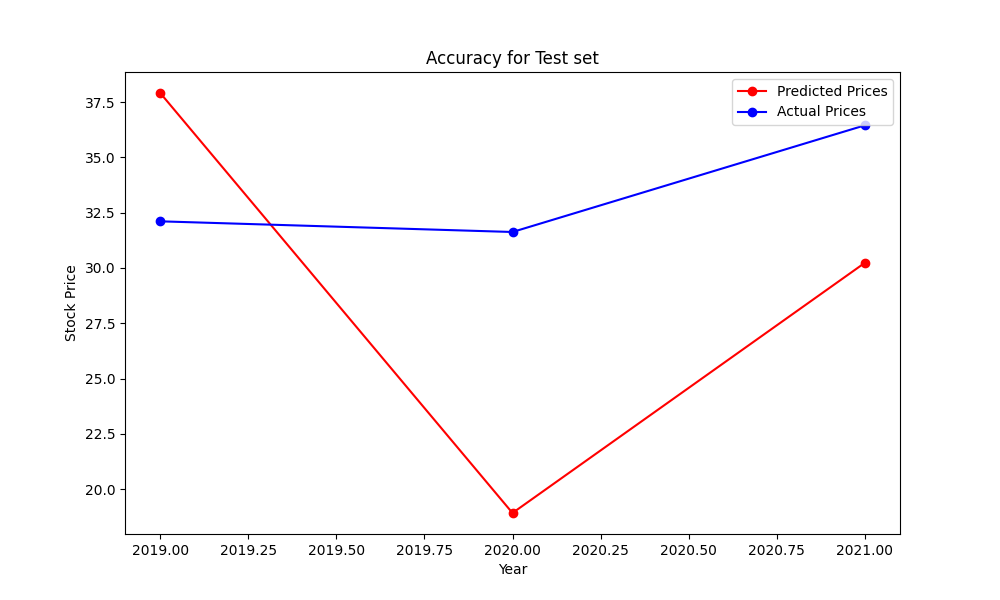 Accuracy for Test set
Predicted Prices
Actual Prices
37.5
35.0
32.5
30.0
27.5
25.0
22.5
20.0
Stock Price
2019.00 2019.25 2019.50 2019.75 2020.00 2020.25 2020.50 2020.75 2021.00
Year